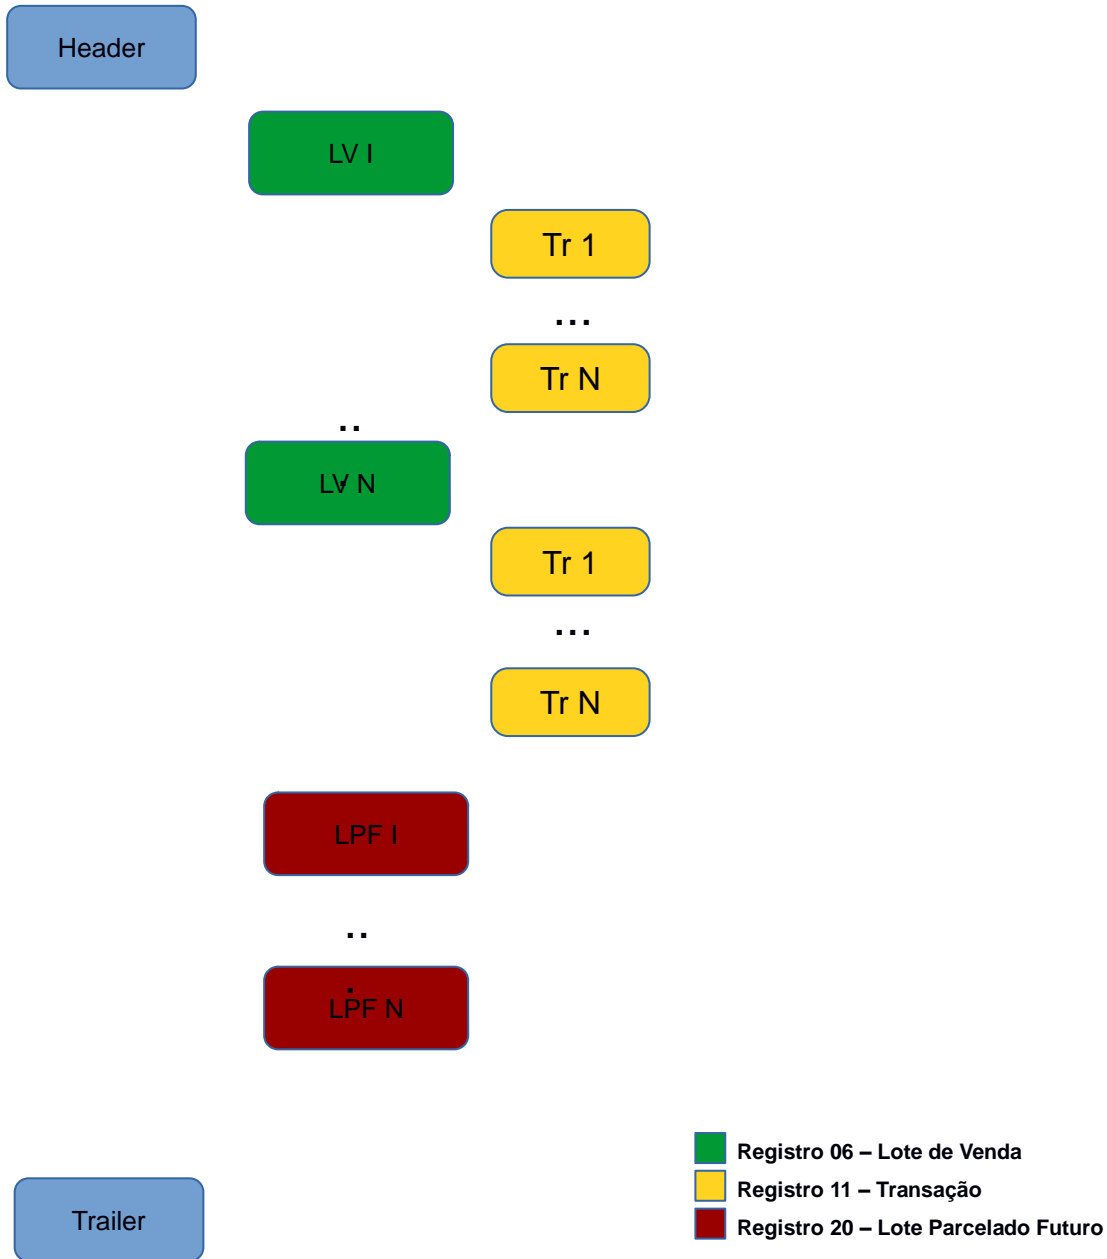 Header
LV I
Tr 1
...
Tr N
..
.
LV N
Tr 1
...
Tr N
LPF I
..
.
LPF N
Registro 06 – Lote de Venda
Registro 11 – Transação
Trailer
Registro 20 – Lote Parcelado Futuro